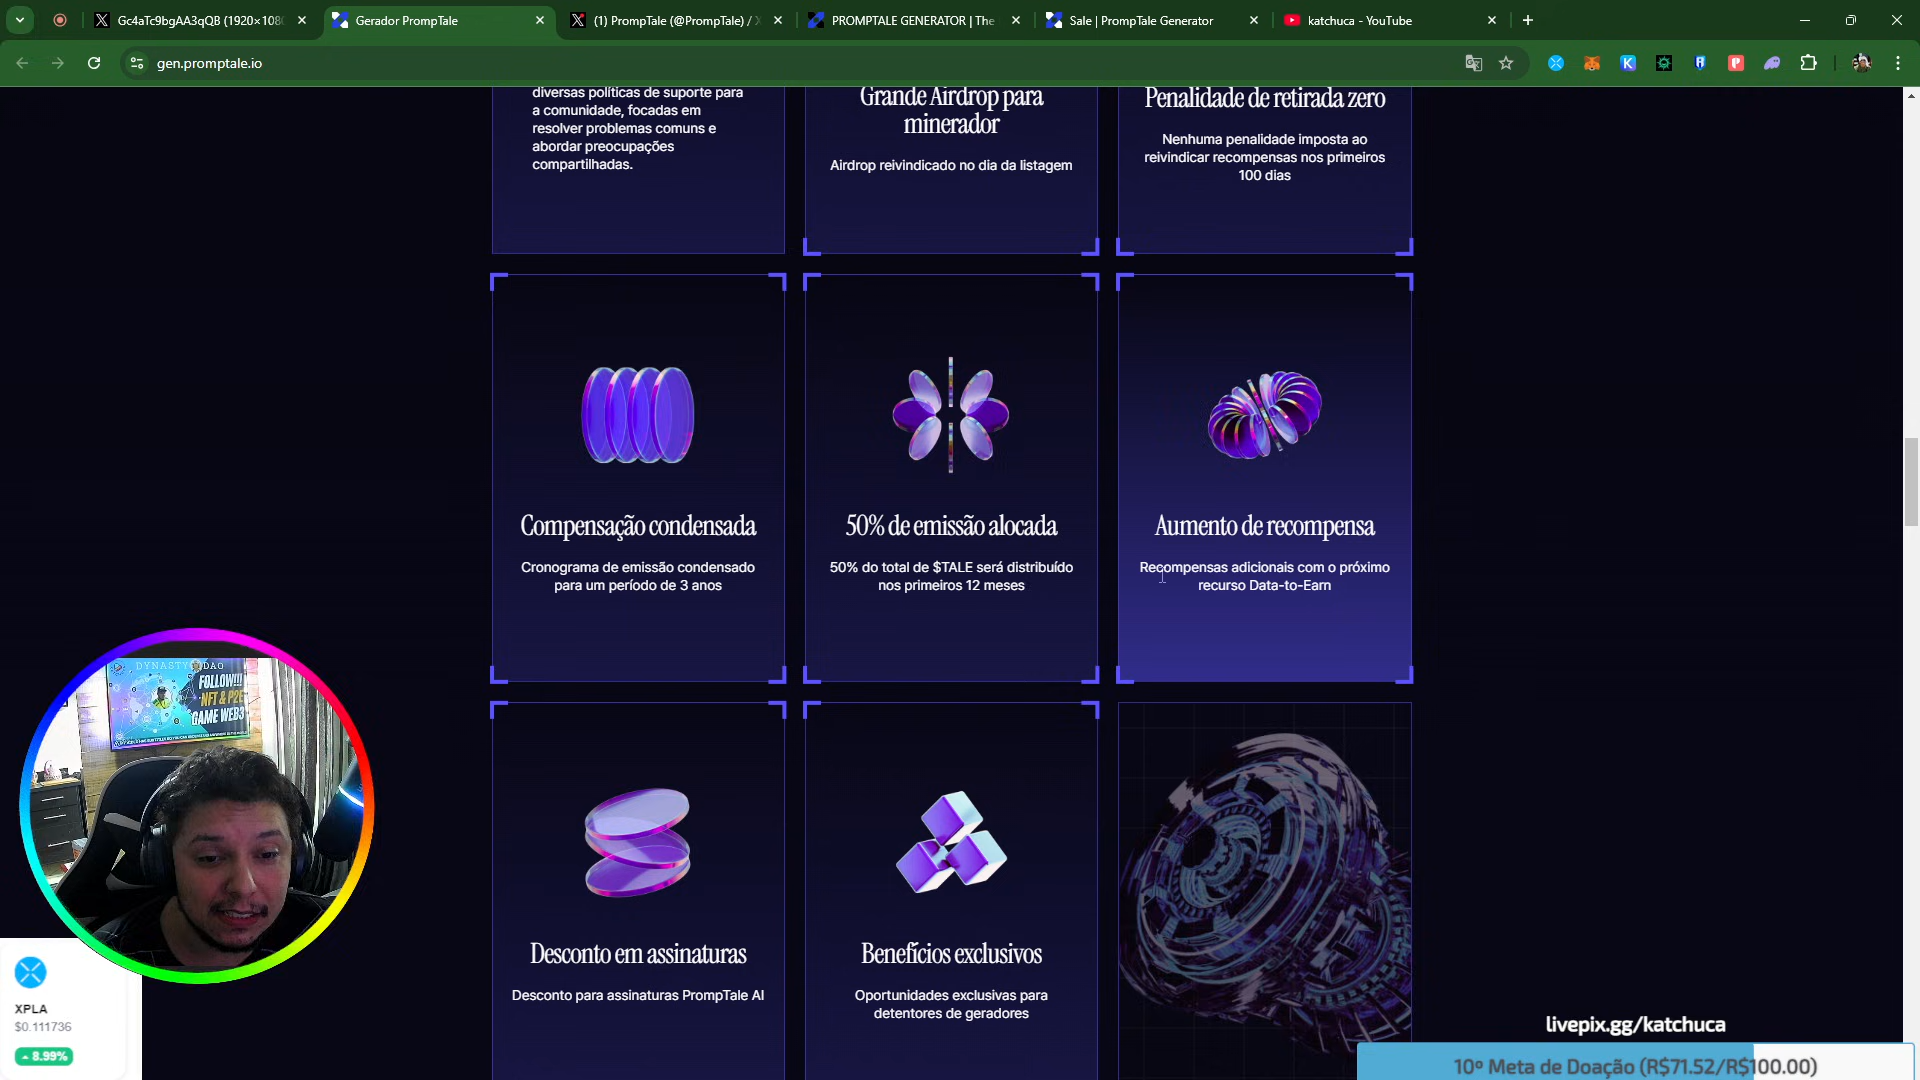 Gc4aTc9bgAA3qQB (1920×108
Gerador PrompTale
(1) PrompTale (@PrompTale) / X
PROMPTALE GENERATOR | The
Sale | PrompTale Generator
katchuca - YouTube
gen.promptale.io
diversas políticas de suporte para
a comunidade, focadas em
resolver problemas comuns e
abordar preocupações
compartilhadas.
Grande Airdrop para
minerador
Airdrop reivindicado no dia da listagem
Penalidade de retirada zero
Nenhuma penalidade imposta ao
reivindicar recompensas nos primeiros
100 dias
Compensação condensada
Cronograma de emissão condensado
para um período de 3 anos
50% de emissão alocada
50% do total de $TALE será distribuído
nos primeiros 12 meses
Aumento de recompensa
Recompensas adicionais com o próximo
recurso Data-to-Earn
Desconto em assinaturas
Desconto para assinaturas PrompTale AI
Benefícios exclusivos
Oportunidades exclusivas para
detentores de geradores
DYNASTY DAO
FOLLOW!!!
NFT & P2E
GAME WEB3
XPLA
$0.111736
8.99%
livepix.gg/katchuca
10º Meta de Doação (R$71.52/R$100.00)